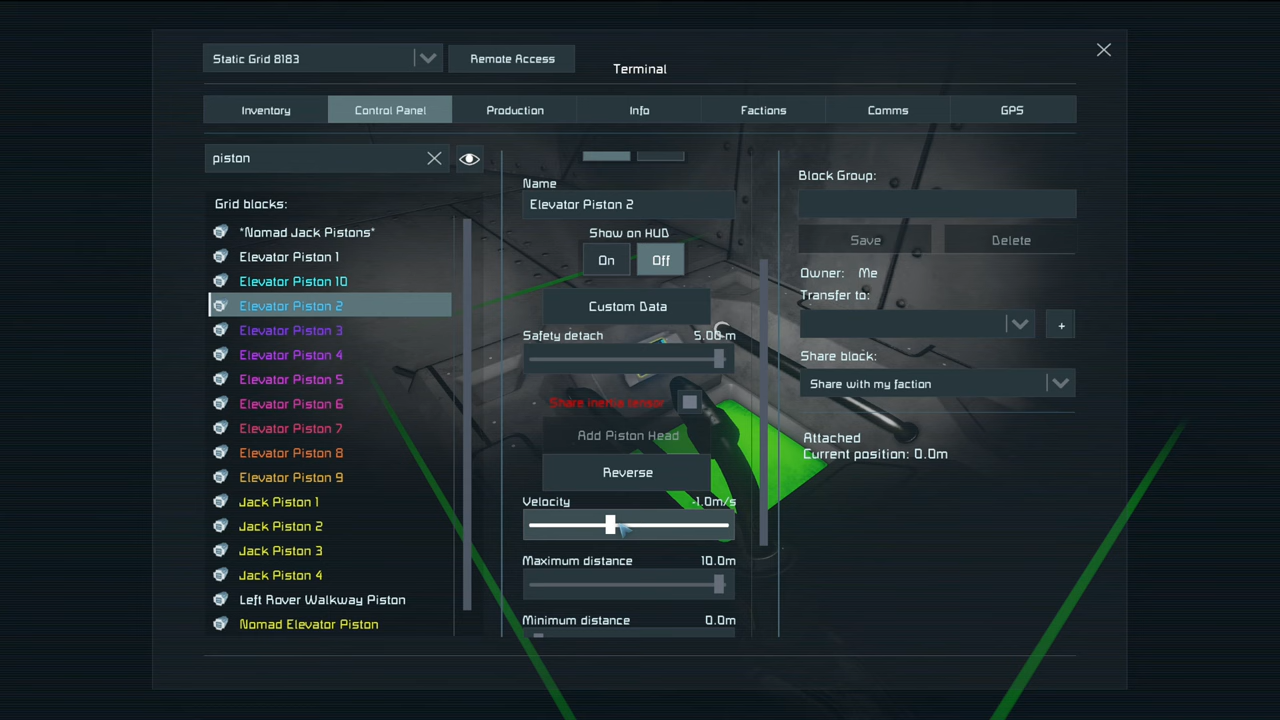 Static Grid 8183
Remote Access
Terminal
Inventory
Control Panel
Production
Info
Factions
Comms
GPS
piston
Grid blocks:
*Nomad Jack Pistons*
Elevator Piston 1
Elevator Piston 10
Elevator Piston 2
Elevator Piston 3
Elevator Piston 4
Elevator Piston 5
Elevator Piston 6
Elevator Piston 7
Elevator Piston 8
Elevator Piston 9
Jack Piston 1
Jack Piston 2
Jack Piston 3
Jack Piston 4
Left Rover Walkway Piston
Nomad Elevator Piston
Name
Elevator Piston 2
Show on HUD
On Off
Custom Data
Safety detach 5.00 m
Share inertia tensor
Add Piston Head
Reverse
Velocity -1.0m/s
Maximum distance 10.0m
Minimum distance 0.0m
Block Group:
Save Delete
Owner: Me
Transfer to:
+
Share block:
Share with my faction
Attached
Current position: 0.0m